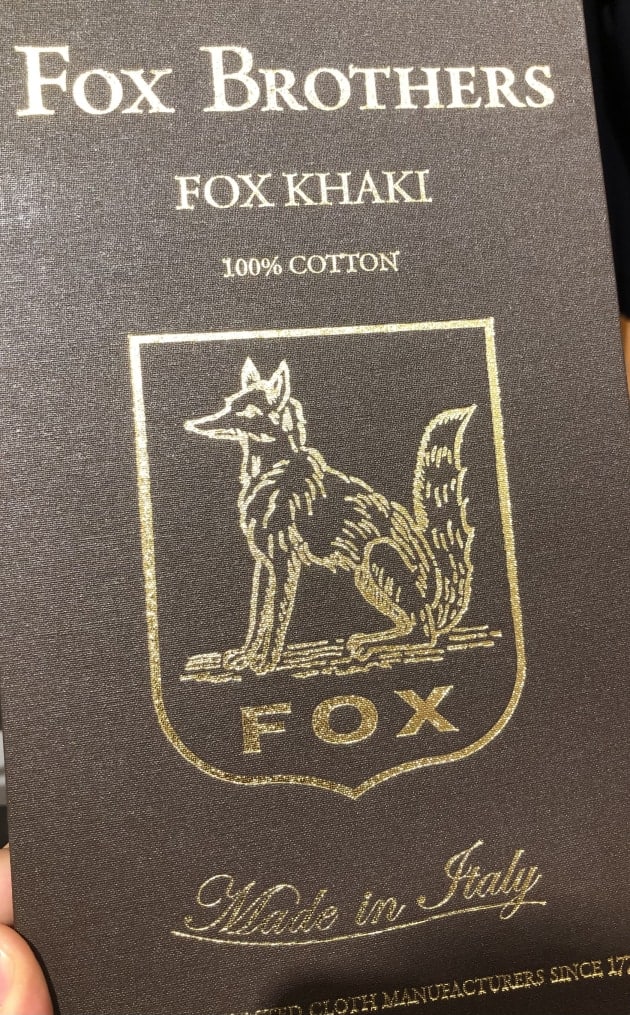 FOX BROTHERS
FOX KHAKI
100% COTTON
FOX
Made in Italy
CLOTH MANUFACTURERS SINCE